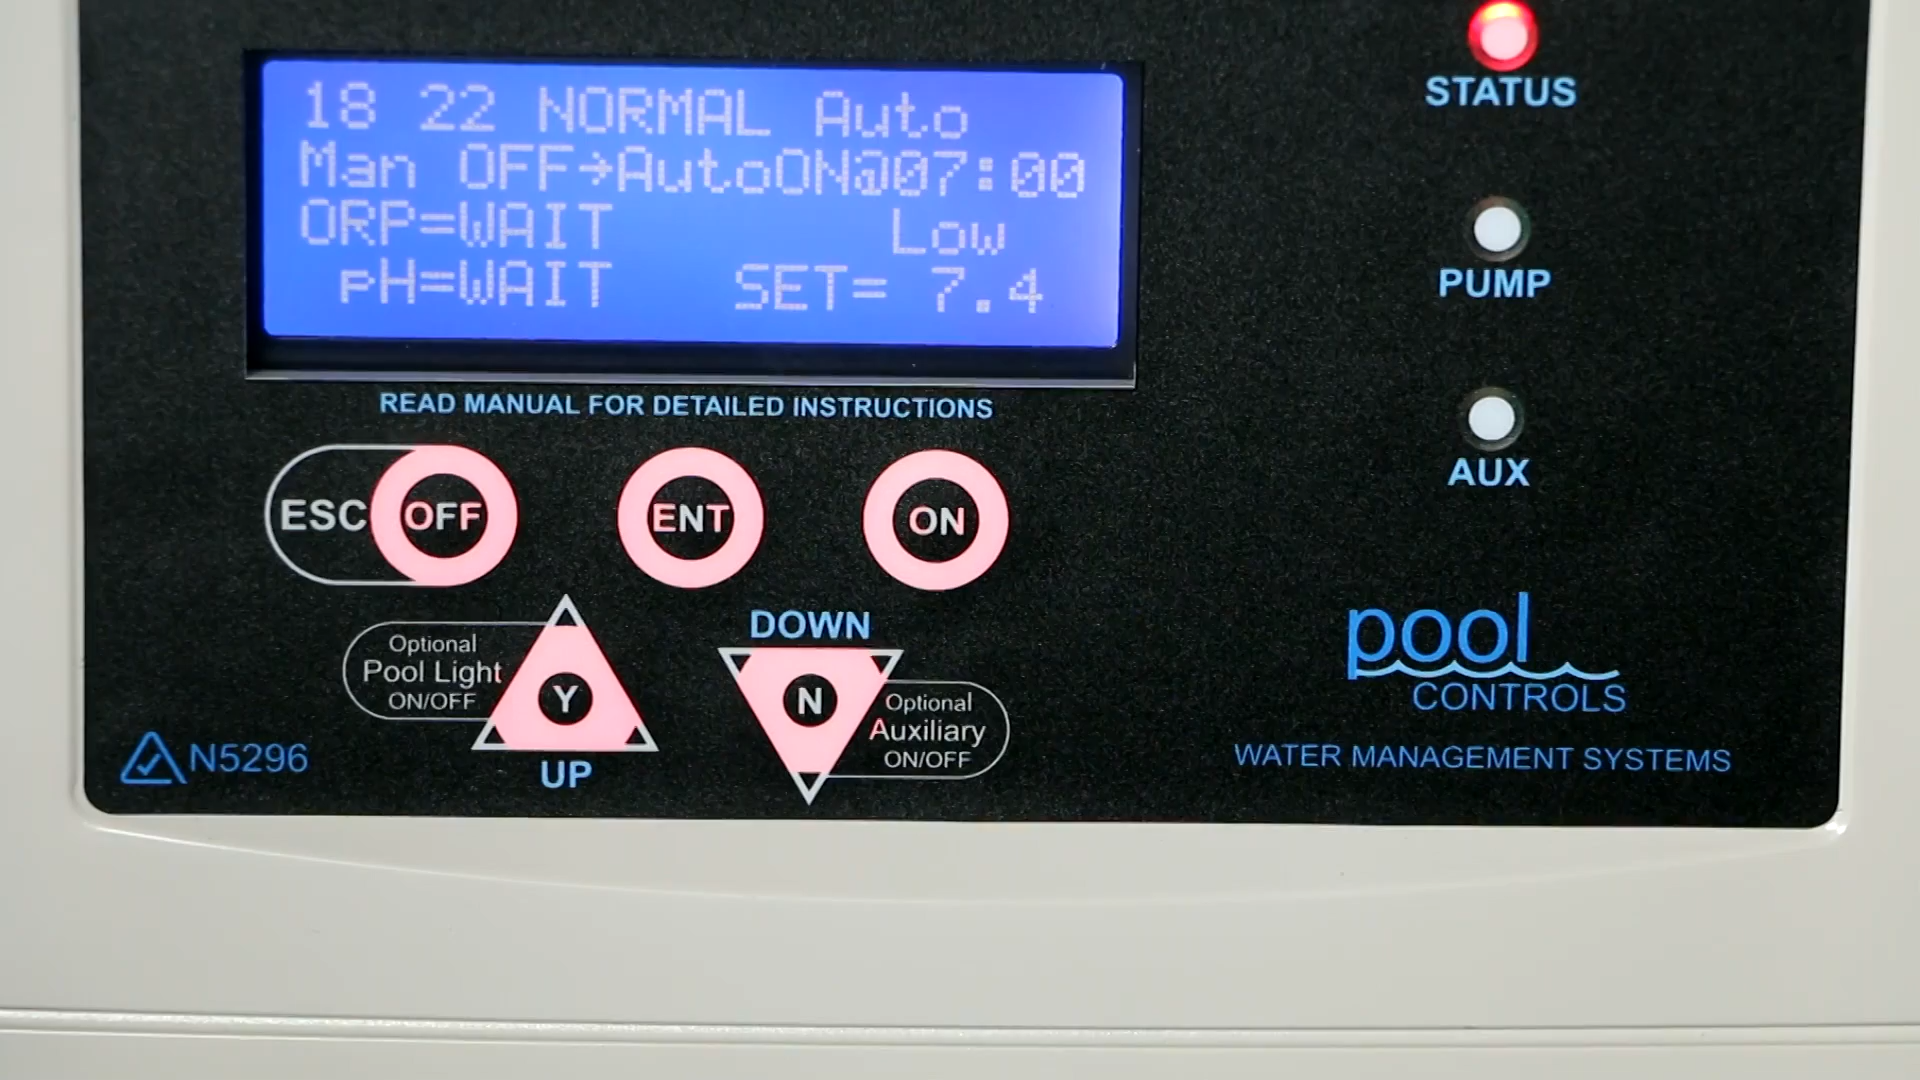 18 22 NORMAL Auto
Man OFF→AutoON@07:00
ORP=WAIT Low
pH=WAIT SET= 7.4
READ MANUAL FOR DETAILED INSTRUCTIONS
ESC OFF
ENT
ON
Optional
Pool Light
ON/OFF
Y
UP
DOWN
N
Optional
Auxiliary
ON/OFF
N5296
STATUS
PUMP
AUX
pool
CONTROLS
WATER MANAGEMENT SYSTEMS